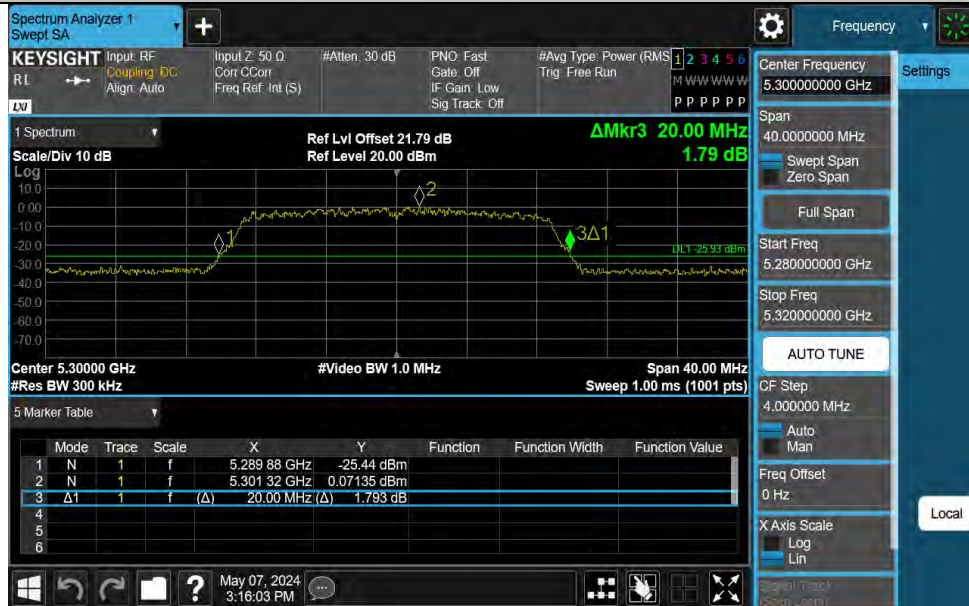 Spectrum Analyzer 1
Swept SA
+
Frequency
KEYSIGHT
RL
LXI
Input: RF
Coupling: DC
Align: Auto
Input Z: 50 Ω
Corr CCorr
Freq Ref: Int (S)
#Atten: 30 dB
PNO: Fast
Gate: Off
IF Gain: Low
Sig Track: Off
#Avg Type: Power (RMS
Trig: Free Run
1 2 3 4 5 6
M W W W W W
P P P P P P
1 Spectrum
Scale/Div 10 dB
Ref Lvl Offset 21.79 dB
Ref Level 20.00 dBm
ΔMkr3 20.00 MHz
1.79 dB
Log
10.0
0.00
-10.0
-20.0
-30.0
-40.0
-50.0
-60.0
-70.0
1
2
3Δ1
DL1 -25.93 dBm
Center 5.30000 GHz
#Video BW 1.0 MHz
Span 40.00 MHz
#Res BW 300 kHz
Sweep 1.00 ms (1001 pts)
5 Marker Table
Mode Trace Scale X Y Function Function Width Function Value
1 N 1 f 5.289 88 GHz -25.44 dBm
2 N 1 f 5.301 32 GHz 0.07135 dBm
3 Δ1 1 f (Δ) 20.00 MHz (Δ) 1.793 dB
4
5
6
?
May 07, 2024
3:16:03 PM
Center Frequency
5.300000000 GHz
Span
40.0000000 MHz
Swept Span
Zero Span
Full Span
Start Freq
5.280000000 GHz
Stop Freq
5.320000000 GHz
AUTO TUNE
CF Step
4.000000 MHz
Auto
Man
Freq Offset
0 Hz
X Axis Scale
Log
Lin
Signal Track
Settings
Local